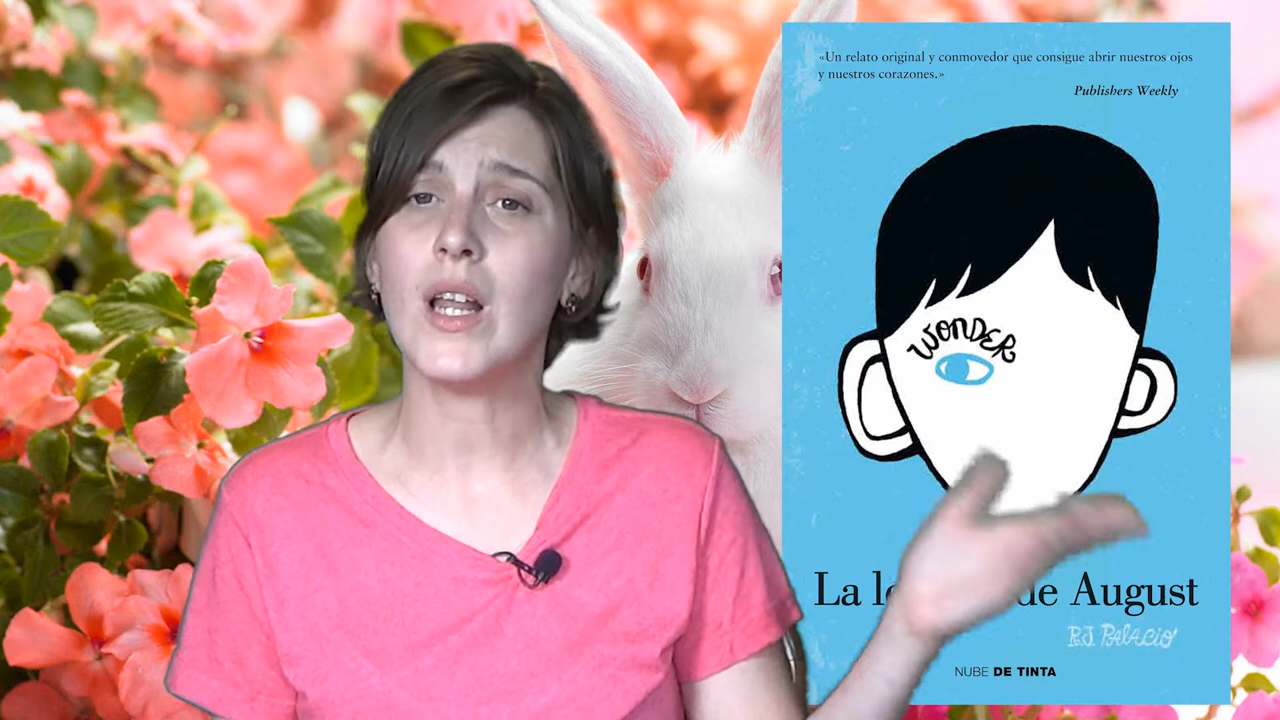 «Un relato original y conmovedor que consigue abrir nuestros ojos
y nuestros corazones.»
Publishers Weekly
WONDER
La de August
R.J. Palacio
NUBE DE TINTA